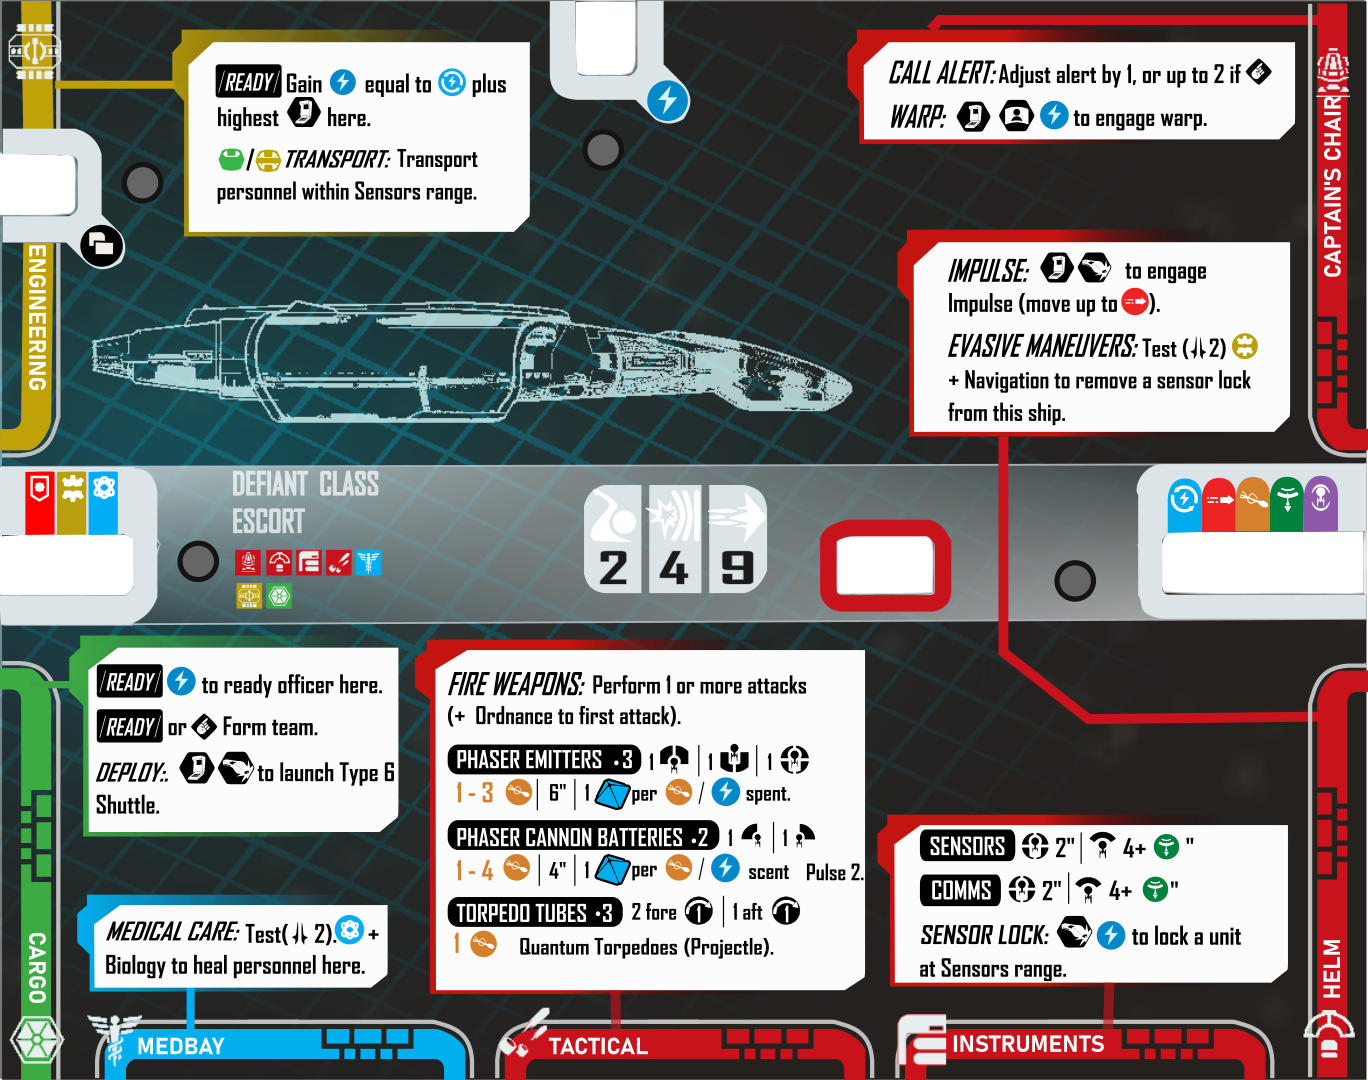 READY Gain equal to plus
highest here.
/ TRANSPORT: Transport
personnel within Sensors range.
ENGINEERING
CALL ALERT: Adjust alert by 1, or up to 2 if
WARP: to engage warp.
CAPTAIN'S CHAIR
IMPULSE: to engage
Impulse (move up to ).
EVASIVE MANEUVERS: Test ( 2)
+ Navigation to remove a sensor lock
from this ship.
DEFIANT CLASS
ESCORT
2 4 9
READY to ready officer here.
READY or Form team.
DEPLOY: to launch Type 6
Shuttle.
CARGO
MEDICAL CARE: Test( 2). +
Biology to heal personnel here.
MEDBAY
FIRE WEAPONS: Perform 1 or more attacks
(+ Ordnance to first attack).
PHASER EMITTERS · 3 1 | 1 | 1
1 - 3 | 6" | 1 per / spent.
PHASER CANNON BATTERIES · 2 1 | 1
1 - 4 | 4" | 1 per / scent Pulse 2.
TORPEDO TUBES · 3 2 fore 1 | 1 aft 1
1 Quantum Torpedoes (Projectle).
TACTICAL
SENSORS 2" | 4+ "
COMMS 2" | 4+ "
SENSOR LOCK: to lock a unit
at Sensors range.
INSTRUMENTS
HELM